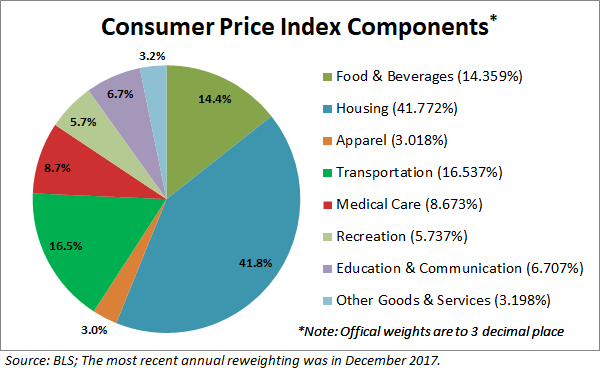 Consumer Price Index Components*
3.2%
6.7%
14.4%
5.7%
8.7%
16.5%
41.8%
3.0%
Food & Beverages (14.359%)
Housing (41.772%)
Apparel (3.018%)
Transportation (16.537%)
Medical Care (8.673%)
Recreation (5.737%)
Education & Communication (6.707%)
Other Goods & Services (3.198%)
*Note: Offical weights are to 3 decimal place
Source: BLS; The most recent annual reweighting was in December 2017.